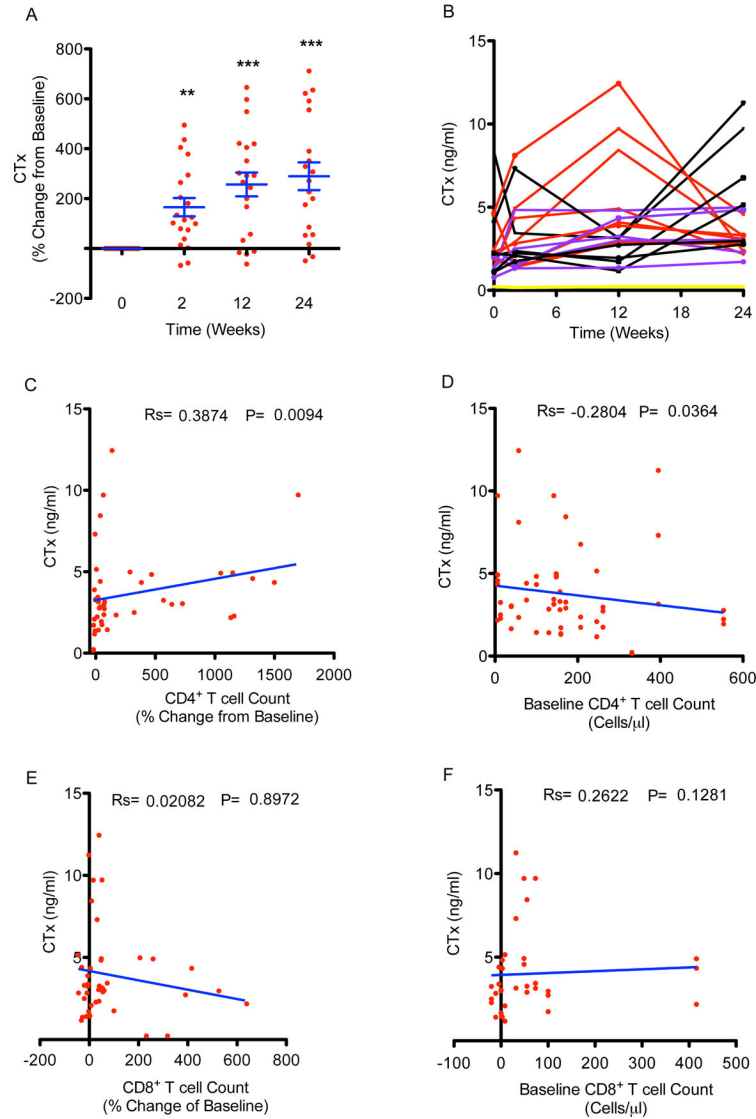 A
800
600
400
200
-200
CTx
(% Change from Baseline)
**
***
***
0
2
12
24
Time (Weeks)
B
15
10
5
0
CTx (ng/ml)
0
6
12
18
24
Time (Weeks)
C
Rs= 0.3874 P= 0.0094
15
10
5
0
CTx (ng/ml)
0
500
1000
1500
2000
CD4+ T cell Count
(% Change from Baseline)
D
Rs= -0.2804 P= 0.0364
15
10
5
0
CTx (ng/ml)
0
200
400
600
Baseline CD4+ T cell Count
(Cells/µl)
E
Rs= 0.02082 P= 0.8972
15
10
5
0
CTx (ng/ml)
-200
0
200
400
600
800
CD8+ T cell Count
(% Change of Baseline)
F
Rs= 0.2622 P= 0.1281
15
10
5
0
CTx (ng/ml)
-100
0
100
200
300
400
500
Baseline CD8+ T cell Count
(Cells/µl)